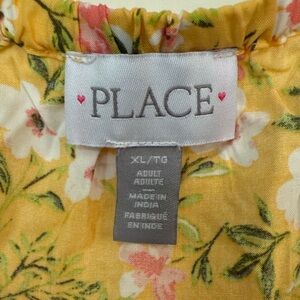 PLACE
XL/TG
ADULT
ADULTE
MADE IN
INDIA
FABRIQUÉ
EN INDE